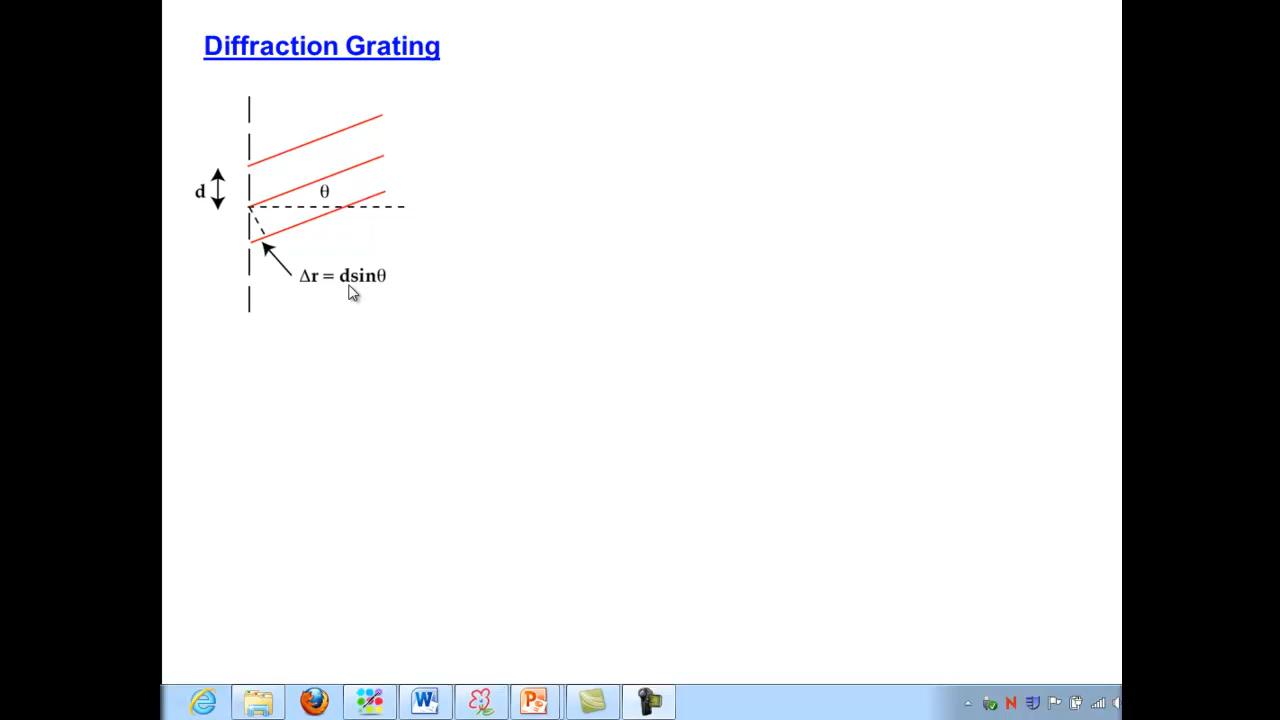 Diffraction Grating
d
θ
Δr = dsinθ